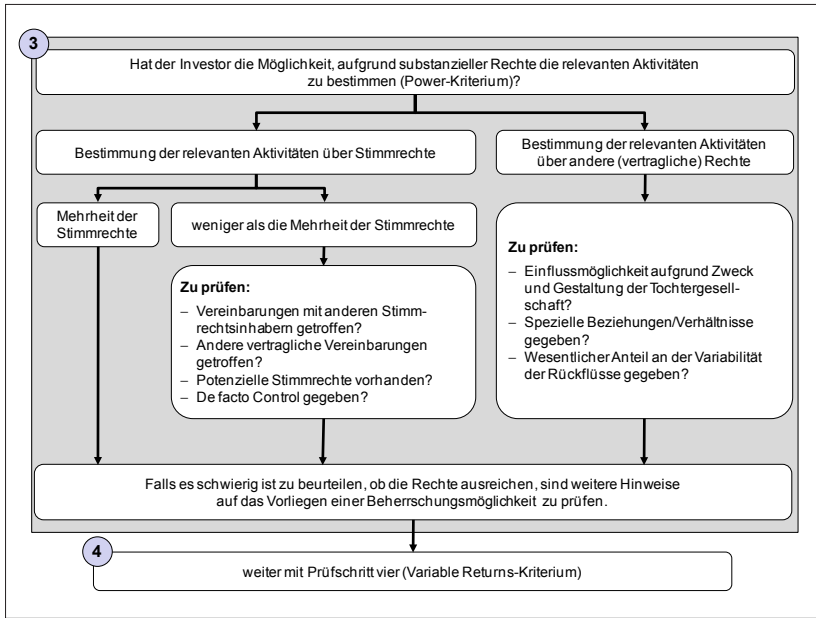 3
Hat der Investor die Möglichkeit, aufgrund substanzieller Rechte die relevanten Aktivitäten
zu bestimmen (Power-Kriterium)?
Bestimmung der relevanten Aktivitäten über Stimmrechte
Bestimmung der relevanten Aktivitäten
über andere (vertragliche) Rechte
Mehrheit der
Stimmrechte
weniger als die Mehrheit der Stimmrechte
Zu prüfen:
– Vereinbarungen mit anderen Stimm-
rechtsinhabern getroffen?
– Andere vertragliche Vereinbarungen
getroffen?
– Potenzielle Stimmrechte vorhanden?
– De facto Control gegeben?
Zu prüfen:
– Einflussmöglichkeit aufgrund Zweck
und Gestaltung der Tochtergesell-
schaft?
– Spezielle Beziehungen/Verhältnisse
gegeben?
– Wesentlicher Anteil an der Variabilität
der Rückflüsse gegeben?
Falls es schwierig ist zu beurteilen, ob die Rechte ausreichen, sind weitere Hinweise
auf das Vorliegen einer Beherrschungsmöglichkeit zu prüfen.
4
weiter mit Prüfschritt vier (Variable Returns-Kriterium)